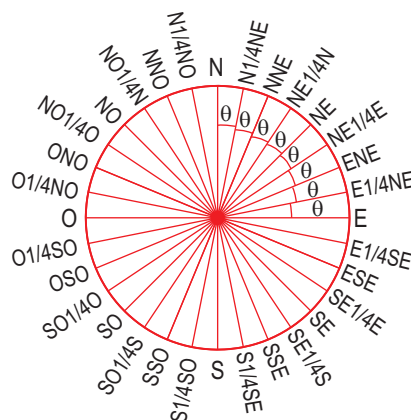 N
N1/4NE
NNE
NE1/4N
NE
NE1/4E
ENE
E1/4NE
E
E1/4SE
ESE
SE1/4E
SE
SE1/4S
SSE
S1/4SE
S
S1/4SO
SSO
SO1/4S
SO
SO1/4O
OSO
O1/4SO
O
O1/4NO
ONO
NO1/4O
NO
NO1/4N
NNO
N1/4NO
θ
θ
θ
θ
θ
θ
θ
θ